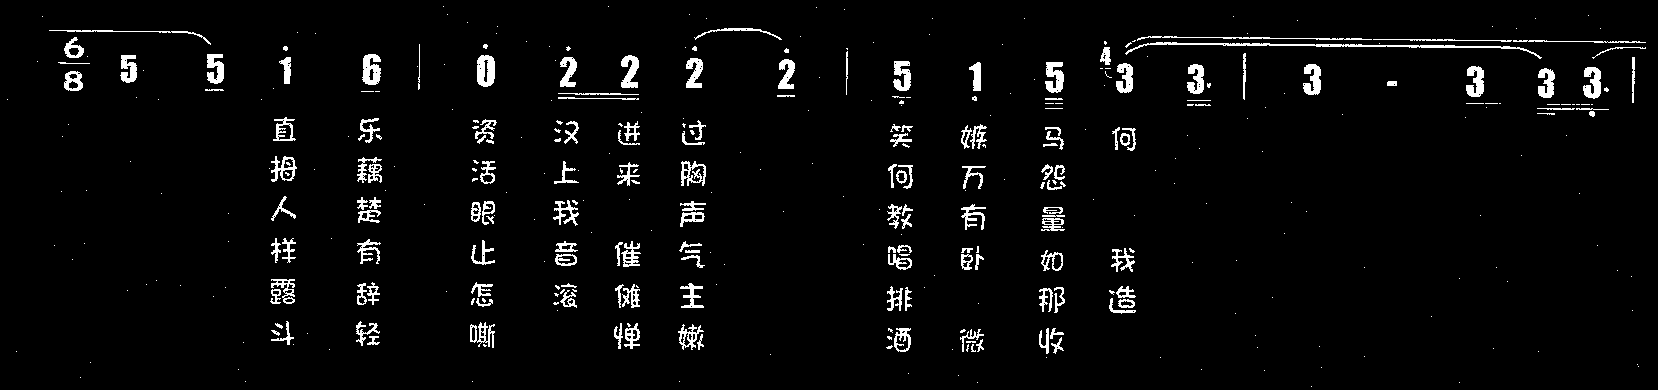 6/8 5 5 1 6 | 0 2 2 2 2 | 5 1 5 4 3 3. | 3 - 3 3 3. |
直 乐 资 汉 进 过 笑 嫉 马 何
拇 藕 活 上 来 胸 何 万 怨
人 楚 眼 我 声 教 有 量
样 有 止 音 催 气 唱 卧 如 我
露 辞 怎 滚 傩 主 排 那 造
斗 轻 嘶 惮 嫩 酒 微 收